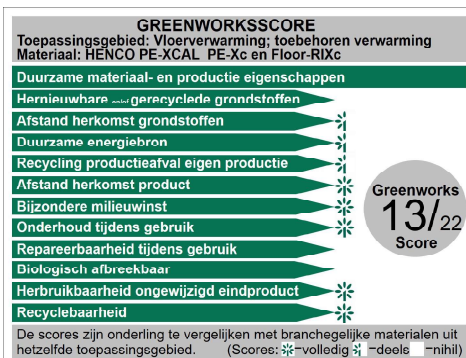 GREENWORKSSCORE
Toepassingsgebied: Vloerverwarming; toebehoren verwarming
Materiaal: HENCO PE-XCAL PE-Xc en Floor-RIXc
Duurzame materiaal- en productie eigenschappen
Hernieuwbare en/of gerecyclede grondstoffen
Afstand herkomst grondstoffen
Duurzame energiebron
Recycling productieafval eigen productie
Afstand herkomst product
Bijzondere milieuwinst
Onderhoud tijdens gebruik
Repareerbaarheid tijdens gebruik
Biologisch afbreekbaar
Herbruikbaarheid ongewijzigd eindproduct
Recyclebaarheid
Greenworks
13/22
Score
De scores zijn onderling te vergelijken met branchegelijke materialen uit
hetzelfde toepassingsgebied. (Scores: =volledig =deels =nihil)